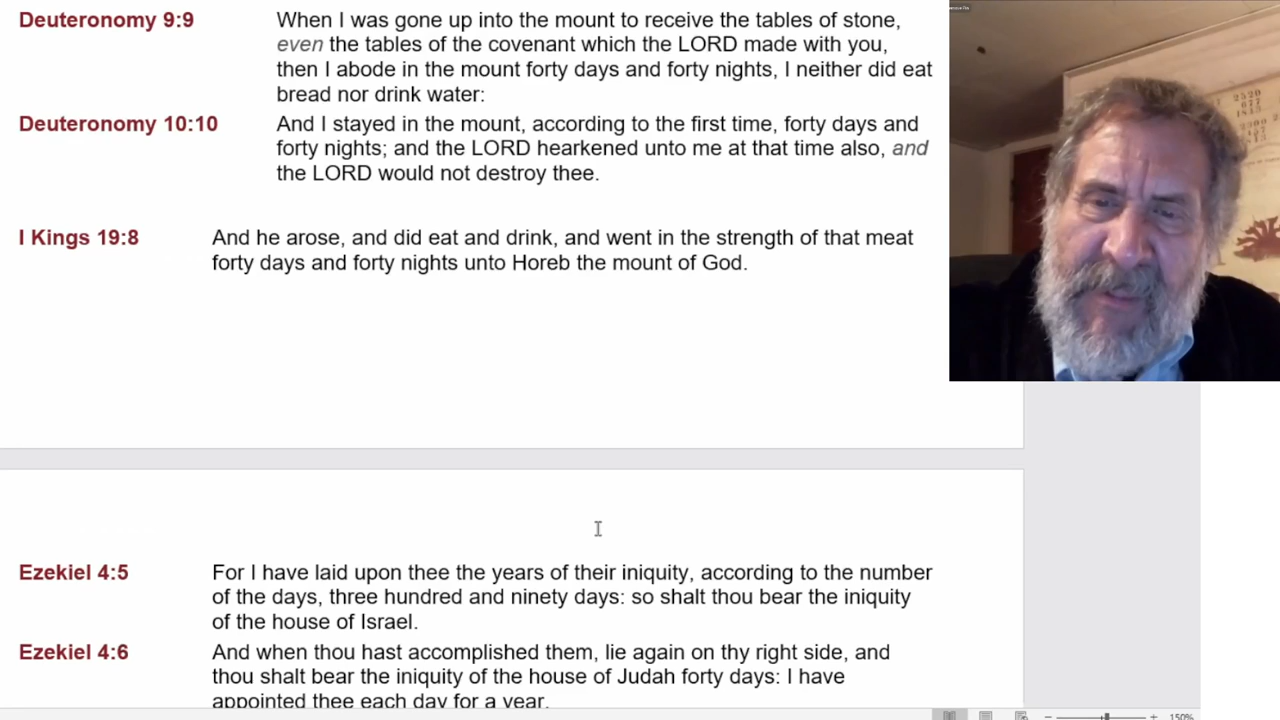 Deuteronomy 9:9 When I was gone up into the mount to receive the tables of stone,
even the tables of the covenant which the LORD made with you,
then I abode in the mount forty days and forty nights, I neither did eat
bread nor drink water:
Deuteronomy 10:10 And I stayed in the mount, according to the first time, forty days and
forty nights; and the LORD hearkened unto me at that time also, and
the LORD would not destroy thee.
I Kings 19:8 And he arose, and did eat and drink, and went in the strength of that meat
forty days and forty nights unto Horeb the mount of God.
Ezekiel 4:5 For I have laid upon thee the years of their iniquity, according to the number
of the days, three hundred and ninety days: so shalt thou bear the iniquity
of the house of Israel.
Ezekiel 4:6 And when thou hast accomplished them, lie again on thy right side, and
thou shalt bear the iniquity of the house of Judah forty days: I have
appointed thee each day for a year.
2520
150%